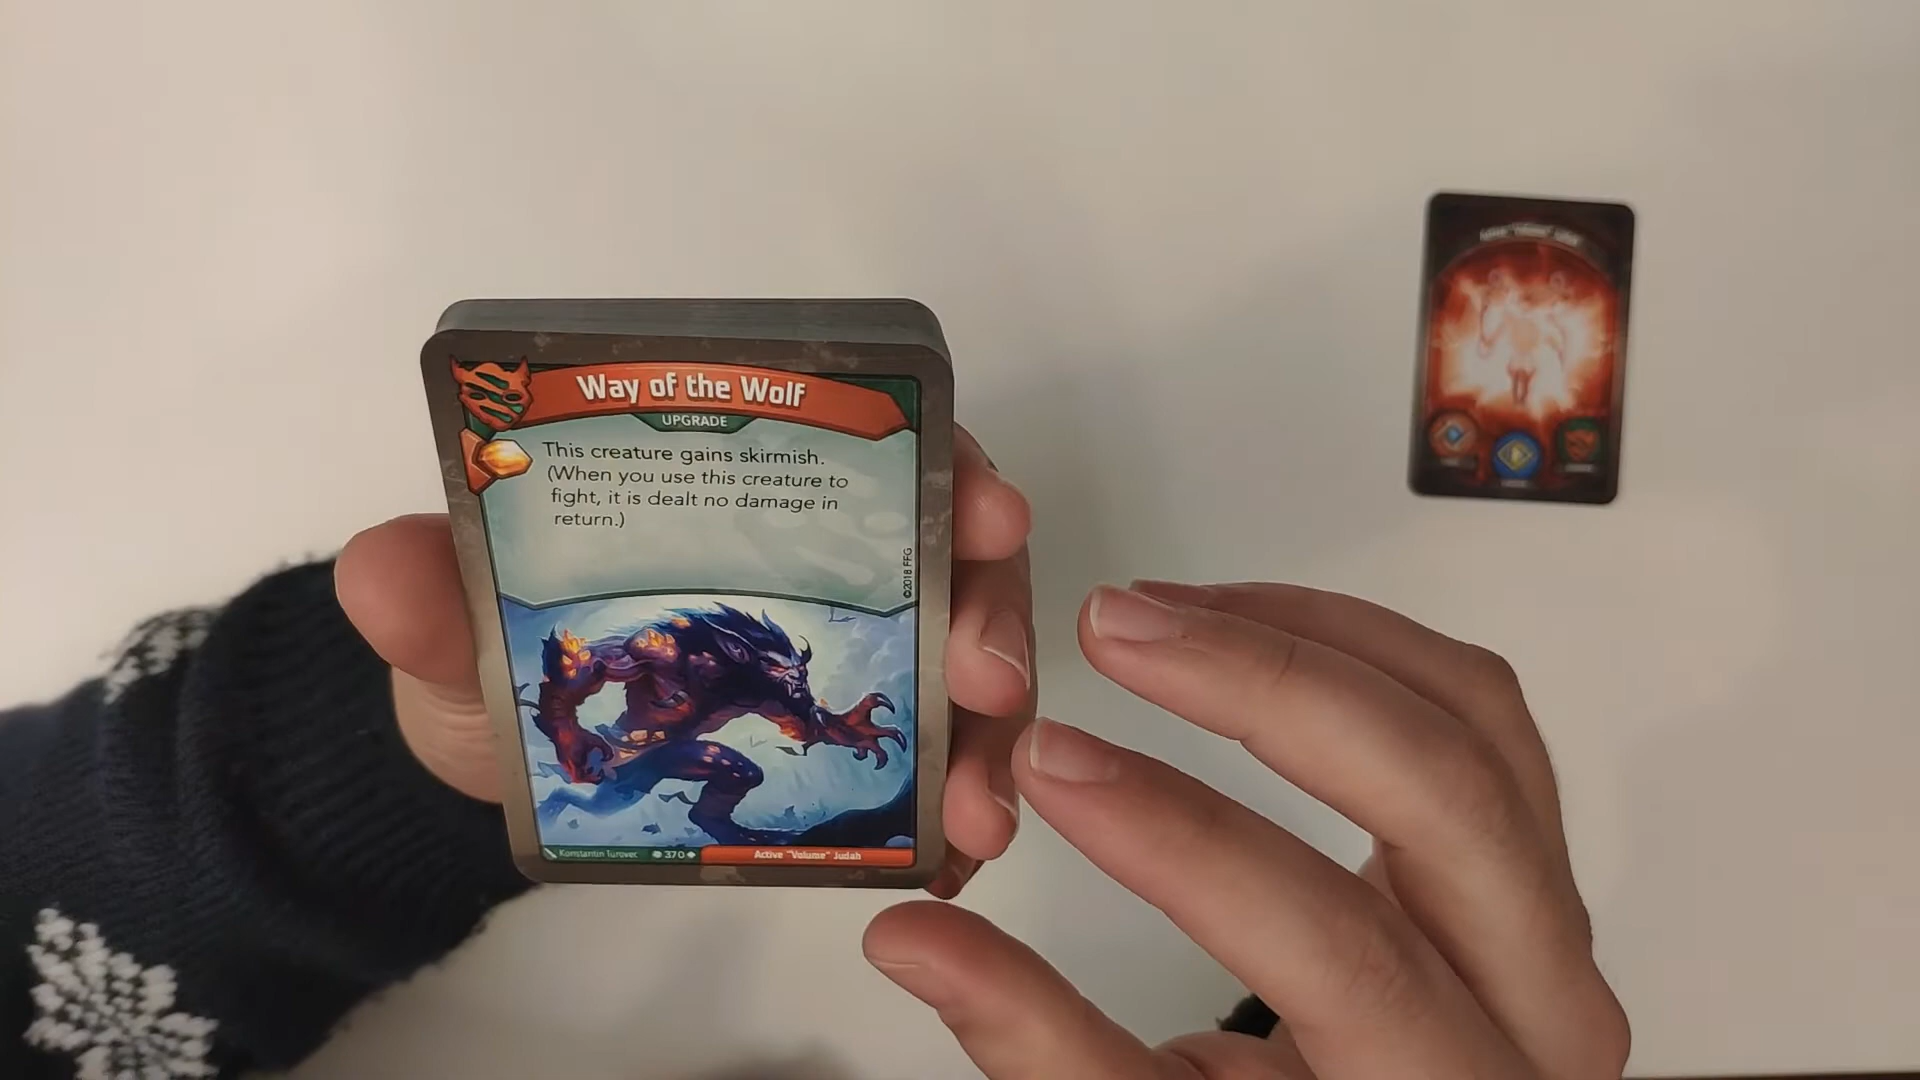 Way of the Wolf
UPGRADE
This creature gains skirmish.
(When you use this creature to
fight, it is dealt no damage in
return.)
©2018 FFG
Konstantin Turovec
370
Active "Volume" Judah